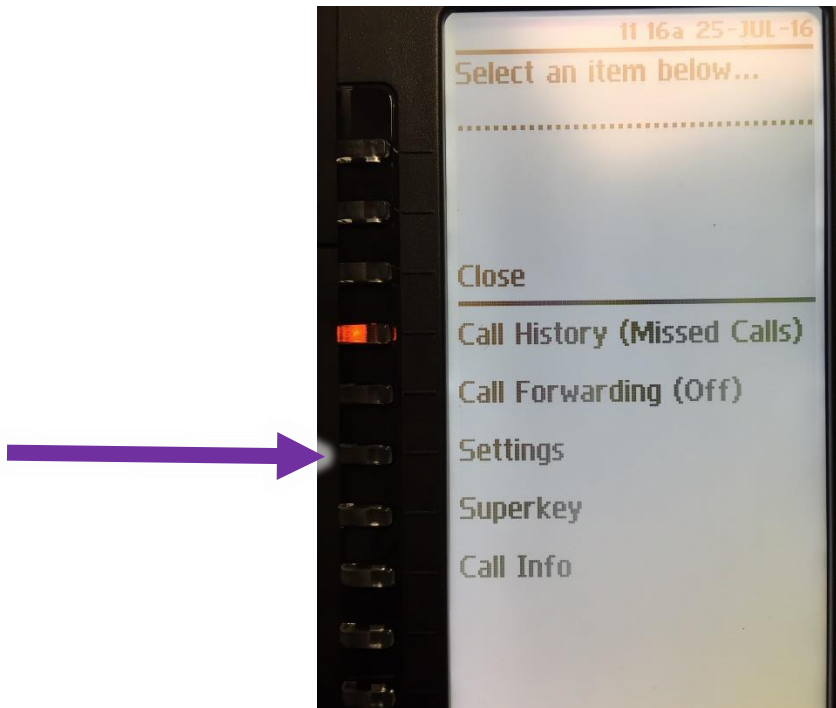 11 16a 25-JUL-16
Select an item below...
Close
Call History (Missed Calls)
Call Forwarding (Off)
Settings
Superkey
Call Info